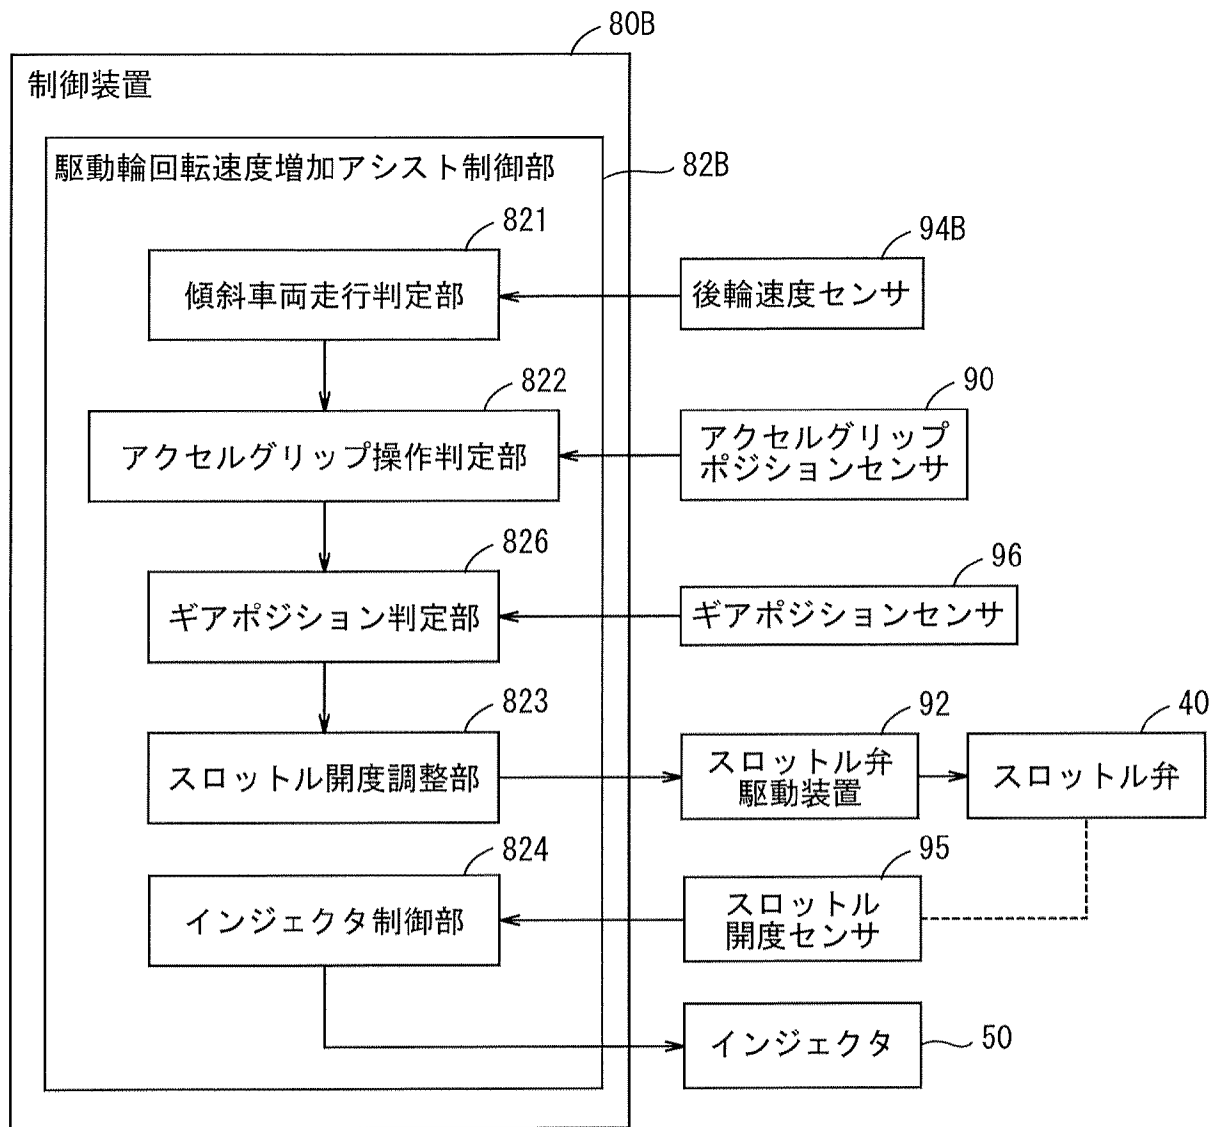 80B
制御装置
駆動輪回転速度増加アシスト制御部
82B
821
94B
傾斜車両走行判定部
後輪速度センサ
822
90
アクセルグリップ操作判定部
アクセルグリップ
ポジションセンサ
826
96
ギアポジション判定部
ギアポジションセンサ
823
92
40
スロットル開度調整部
スロットル弁
駆動装置
スロットル弁
824
95
インジェクタ制御部
スロットル
開度センサ
インジェクタ
50